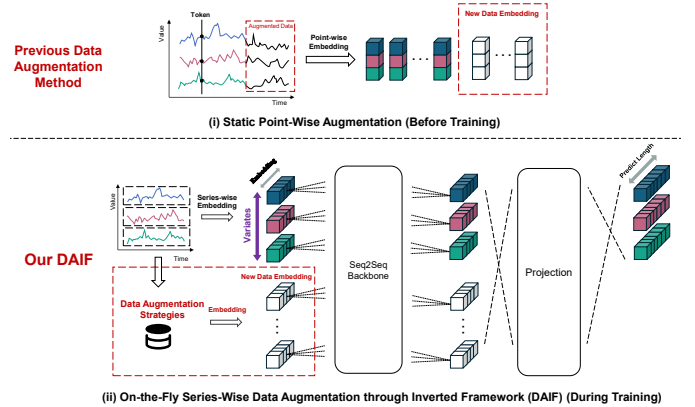 Previous Data
Augmentation
Method
Token
Value
Augmented Data
Time
Point-wise
Embedding
New Data Embedding
(i) Static Point-Wise Augmentation (Before Training)
Our DAIF
Value
Time
Series-wise
Embedding
Embedding
Variates
Data Augmentation
Strategies
Embedding
New Data Embedding
Seq2Seq
Backbone
Projection
Predict Length
(ii) On-the-Fly Series-Wise Data Augmentation through Inverted Framework (DAIF) (During Training)